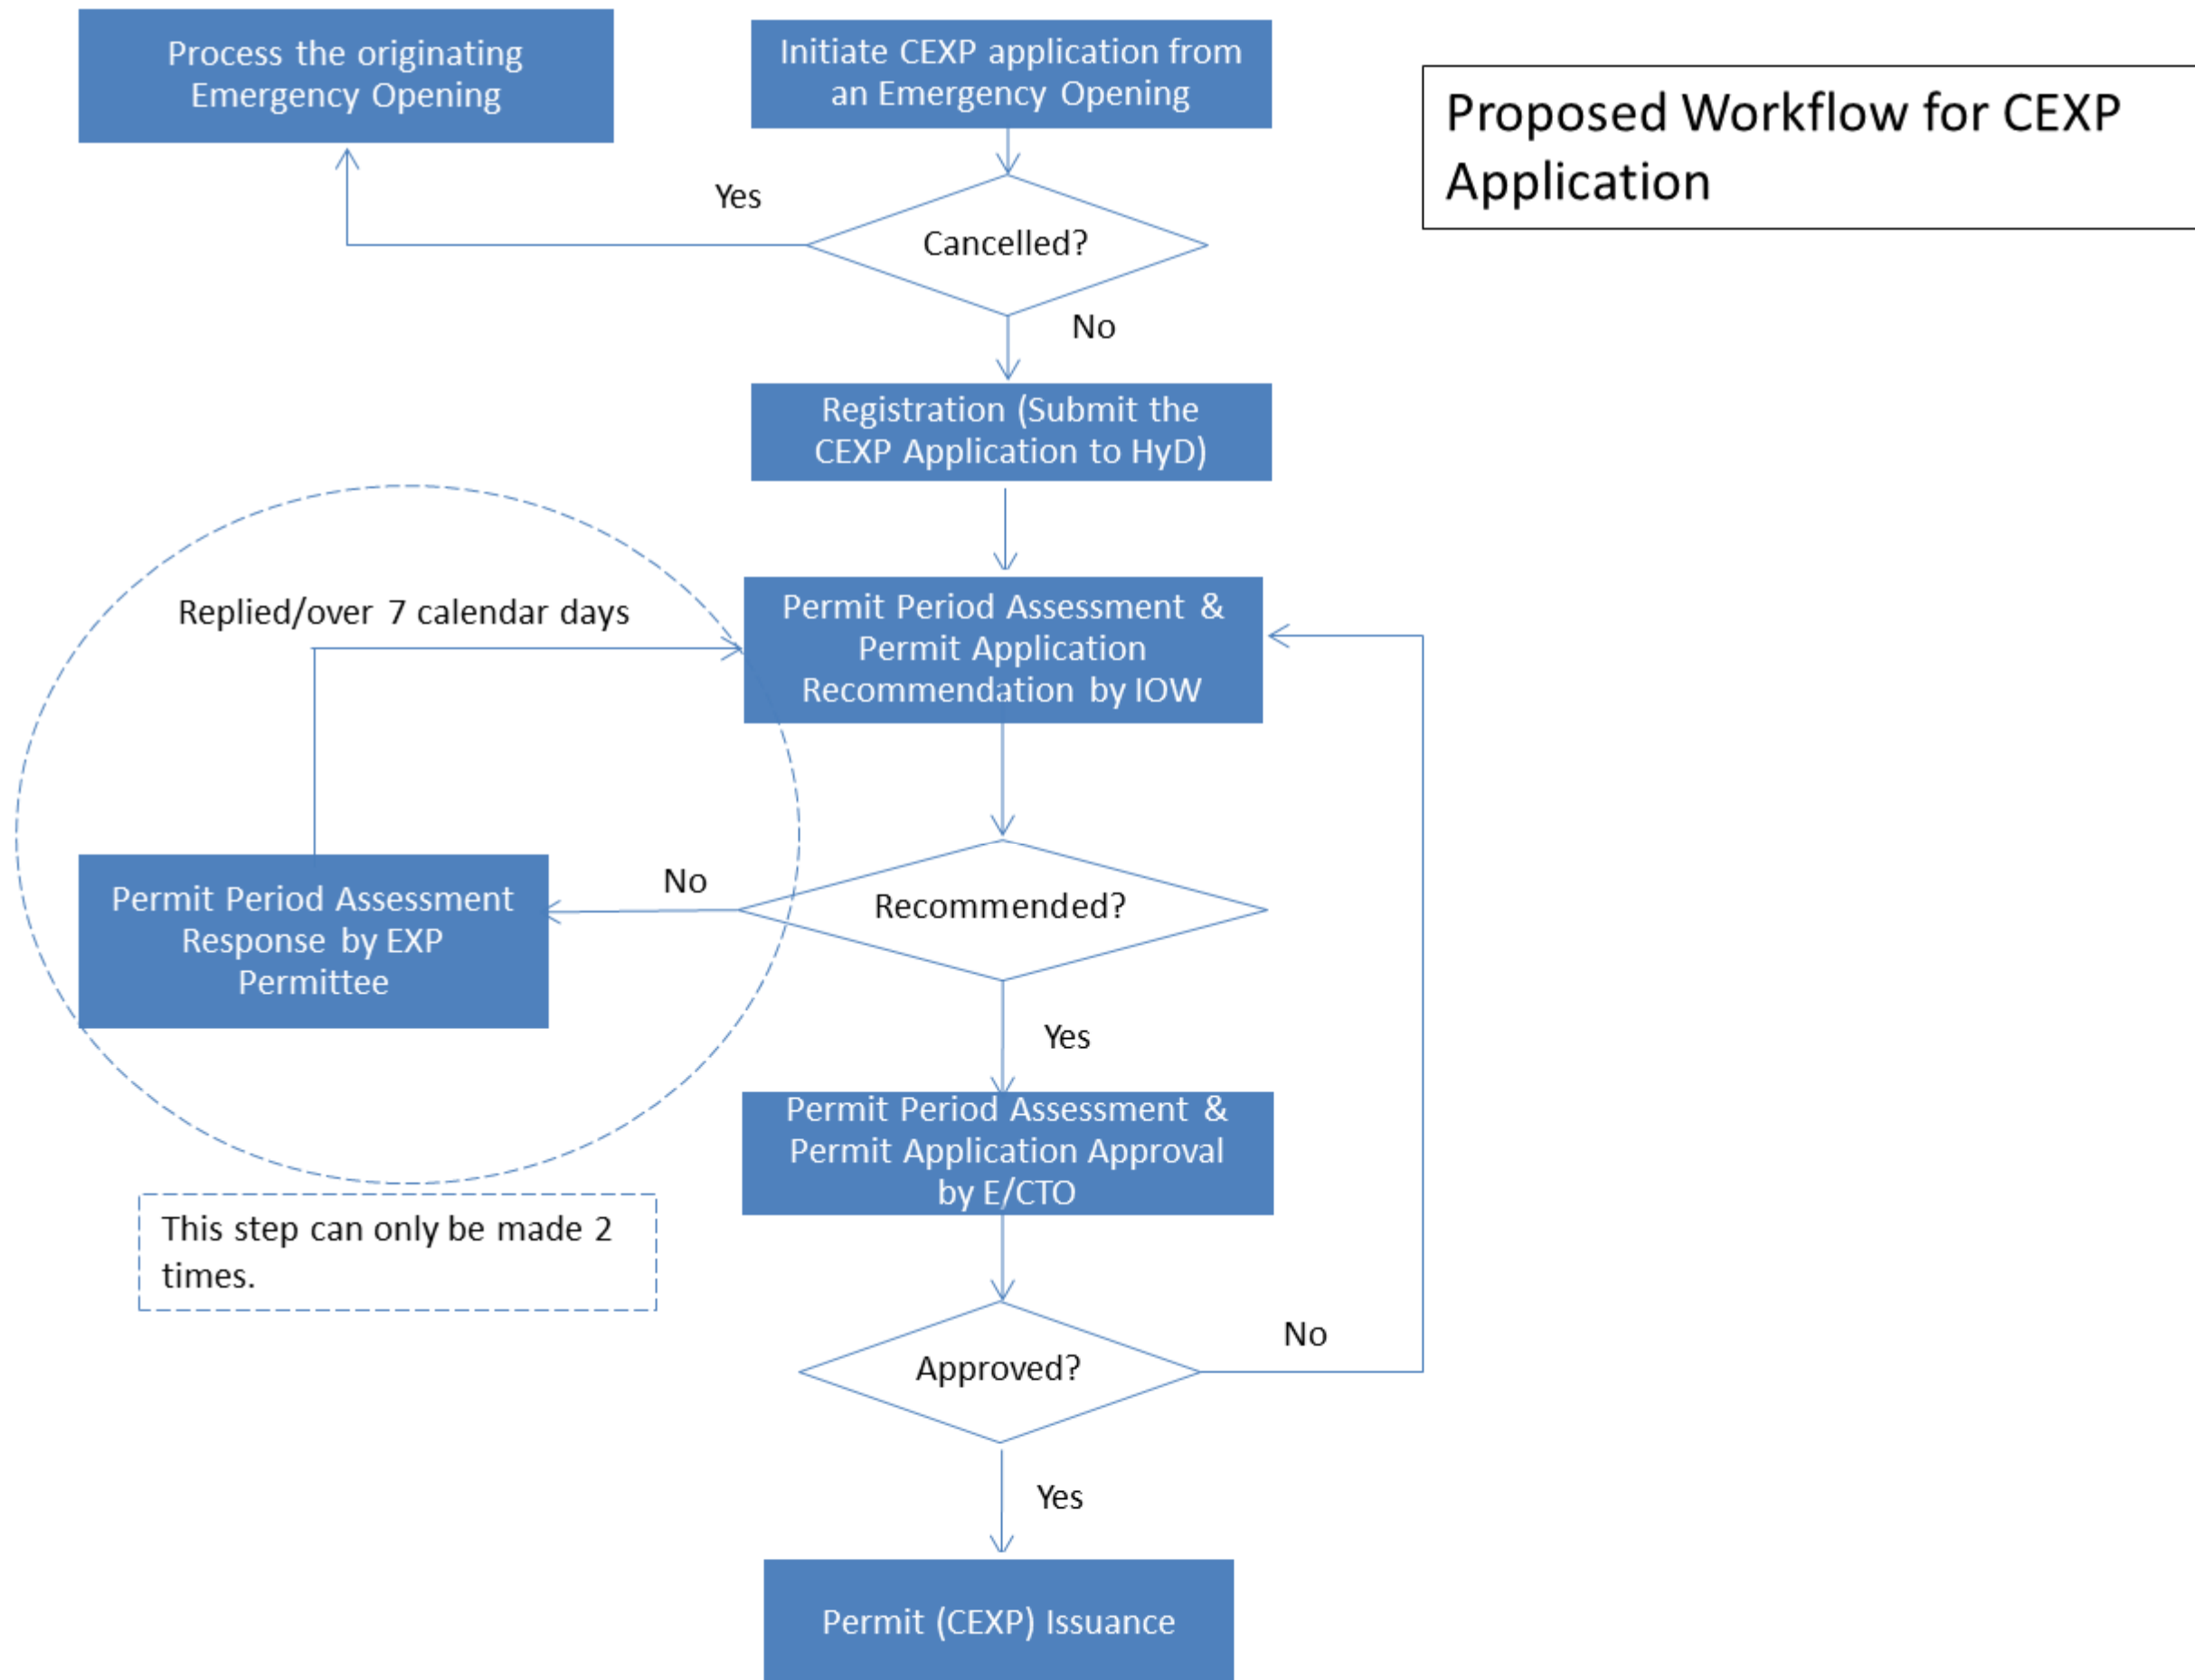 Process the originating
Emergency Opening
Initiate CEXP application from
an Emergency Opening
Proposed Workflow for CEXP
Application
Yes
Cancelled?
No
Registration (Submit the
CEXP Application to HyD)
Replied/over 7 calendar days
Permit Period Assessment &
Permit Application
Recommendation by IOW
Permit Period Assessment
Response by EXP
Permittee
No
Recommended?
Yes
Permit Period Assessment &
Permit Application Approval
by E/CTO
This step can only be made 2
times.
Approved?
No
Yes
Permit (CEXP) Issuance